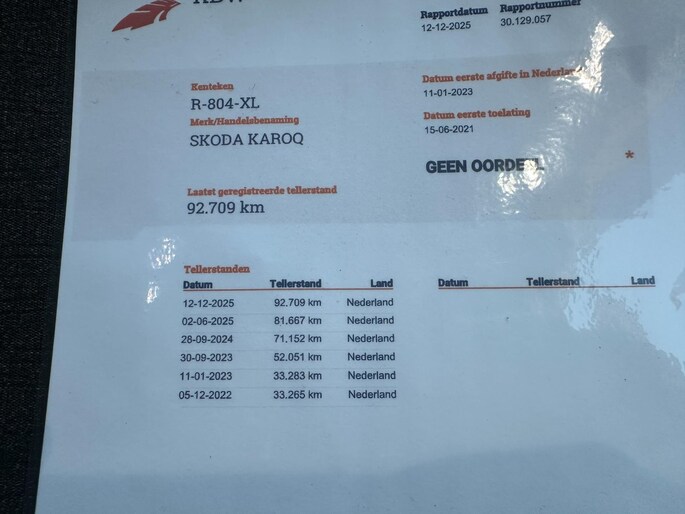 Rapportdatum Rapportnummer
12-12-2025 30.129.057
Kenteken
R-804-XL
Merk/Handelsbenaming
SKODA KAROQ
Datum eerste afgifte in Nederland
11-01-2023
Datum eerste toelating
15-06-2021
GEEN OORDEEL *
Laatst geregistreerde tellerstand
92.709 km
Tellerstanden
Datum Tellerstand Land
12-12-2025 92.709 km Nederland
02-06-2025 81.667 km Nederland
28-09-2024 71.152 km Nederland
30-09-2023 52.051 km Nederland
11-01-2023 33.283 km Nederland
05-12-2022 33.265 km Nederland
Datum Tellerstand Land